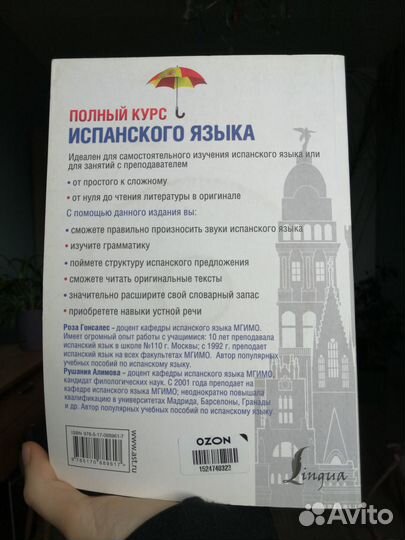 ПОЛНЫЙ КУРС
ИСПАНСКОГО ЯЗЫКА
Идеален для самостоятельного изучения испанского языка или
для занятий с преподавателем
• от простого к сложному
• от нуля до чтения литературы в оригинале
С помощью данного издания вы:
• сможете правильно произносить звуки испанского языка
• изучите грамматику
• поймете структуру испанского предложения
• сможете читать оригинальные тексты
• значительно расширите свой словарный запас
• приобретете навыки устной речи
Роза Гонсалес – доцент кафедры испанского языка МГИМО.
Имеет огромный опыт работы с учащимися: 10 лет преподавала
испанский язык в школе №110 г. Москвы; с 1992 г. преподает
испанский язык на всех факультетах МГИМО. Автор популярных
учебных пособий по испанскому языку.
Рушания Алимова – доцент кафедры испанского языка МГИМО,
кандидат филологических наук. С 2001 года преподает на
кафедре испанского языка МГИМО; неоднократно повышала
квалификацию в университетах Мадрида, Барселоны, Гранады
и др. Автор популярных учебных пособий по испанскому языку.
www.ast.ru
OZON
1524740323
Lingua
Avito